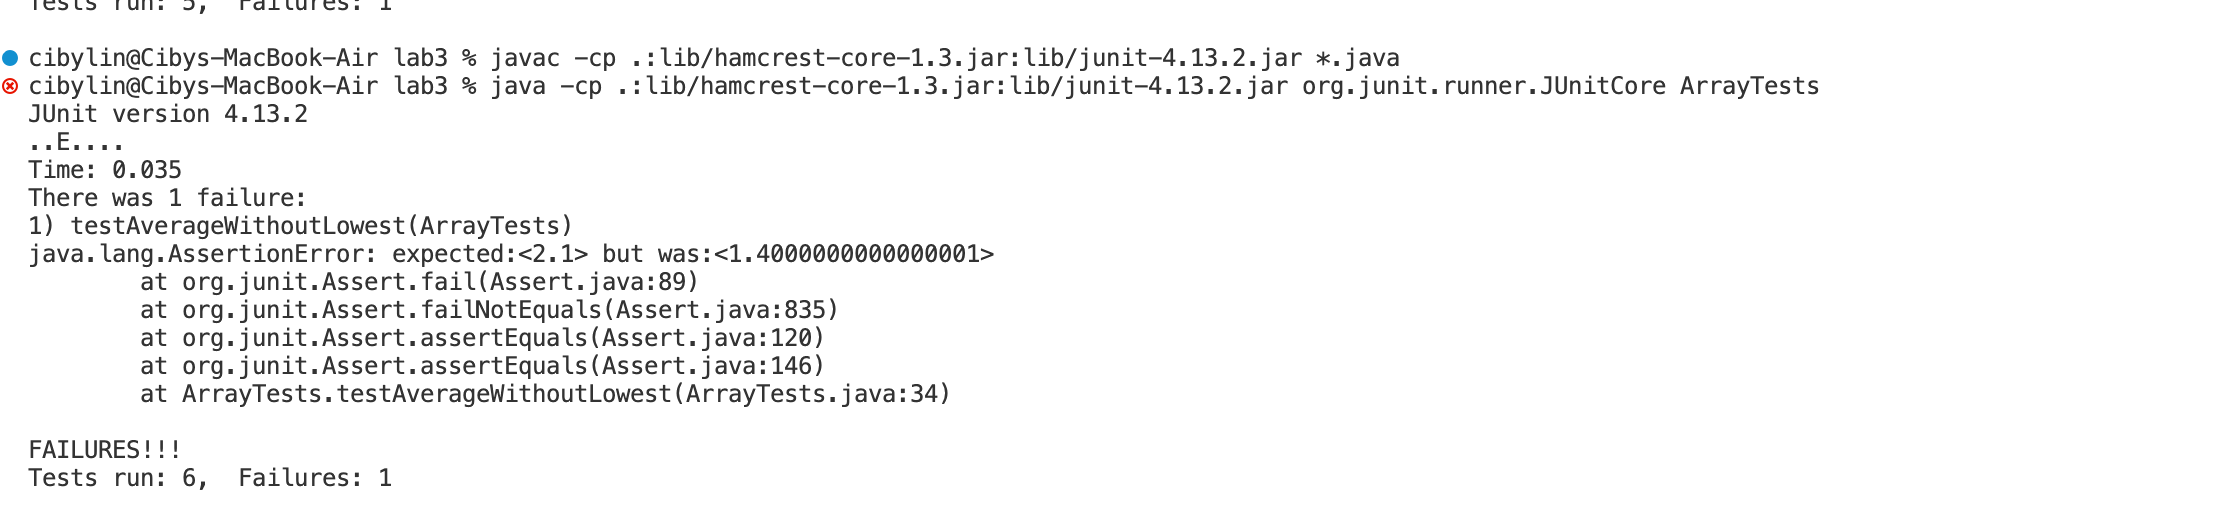 Tests run: 5,  Failures: 1
cibylin@Cibys-MacBook-Air lab3 % javac -cp .:lib/hamcrest-core-1.3.jar:lib/junit-4.13.2.jar *.java
cibylin@Cibys-MacBook-Air lab3 % java -cp .:lib/hamcrest-core-1.3.jar:lib/junit-4.13.2.jar org.junit.runner.JUnitCore ArrayTests
JUnit version 4.13.2
..E....
Time: 0.035
There was 1 failure:
1) testAverageWithoutLowest(ArrayTests)
java.lang.AssertionError: expected:<2.1> but was:<1.4000000000000001>
        at org.junit.Assert.fail(Assert.java:89)
        at org.junit.Assert.failNotEquals(Assert.java:835)
        at org.junit.Assert.assertEquals(Assert.java:120)
        at org.junit.Assert.assertEquals(Assert.java:146)
        at ArrayTests.testAverageWithoutLowest(ArrayTests.java:34)
FAILURES!!!
Tests run: 6,  Failures: 1